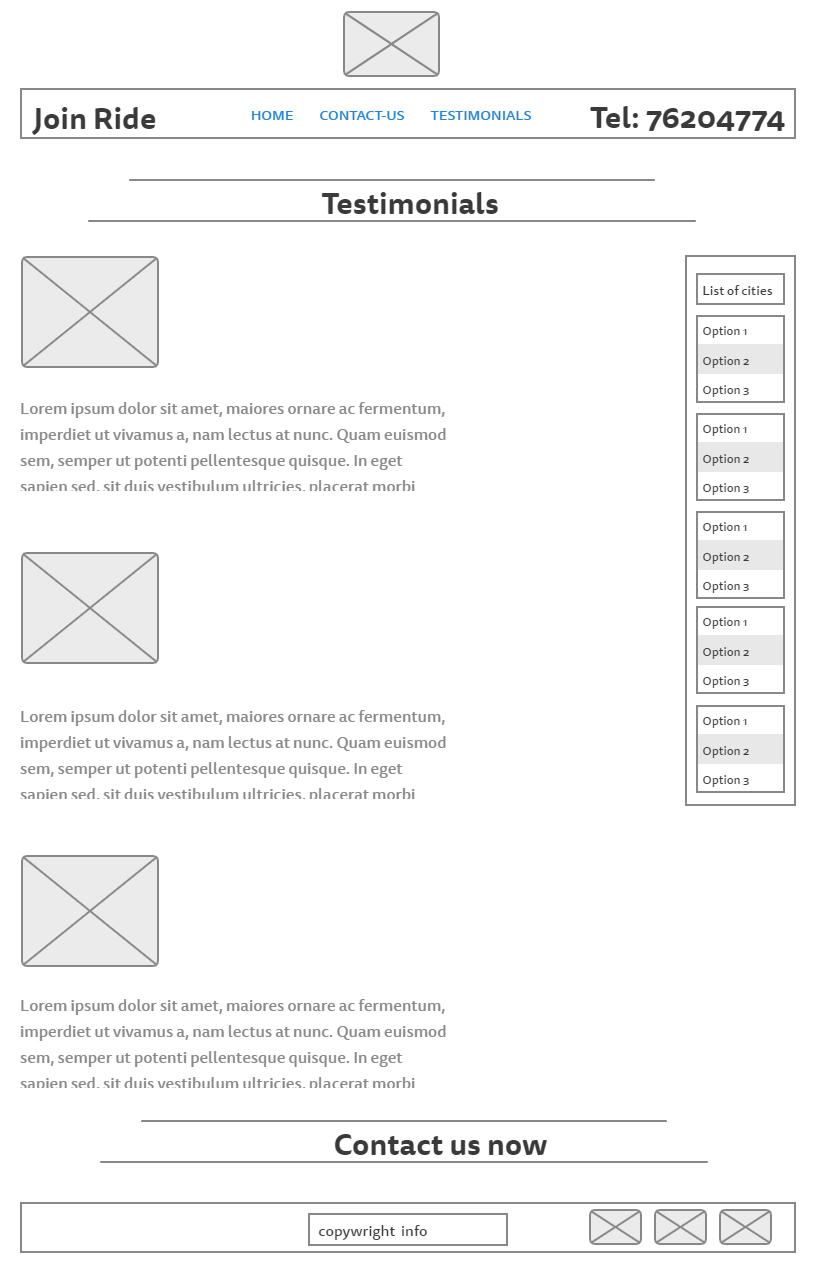 Join Ride
HOME CONTACT-US TESTIMONIALS
Tel: 76204774
Testimonials
Lorem ipsum dolor sit amet, maiores ornare ac fermentum,
imperdiet ut vivamus a, nam lectus at nunc. Quam euismod
sem, semper ut potenti pellentesque quisque. In eget
sapien sed, sit duis vestibulum ultricies, placerat morbi
Lorem ipsum dolor sit amet, maiores ornare ac fermentum,
imperdiet ut vivamus a, nam lectus at nunc. Quam euismod
sem, semper ut potenti pellentesque quisque. In eget
sapien sed, sit duis vestibulum ultricies, placerat morbi
Lorem ipsum dolor sit amet, maiores ornare ac fermentum,
imperdiet ut vivamus a, nam lectus at nunc. Quam euismod
sem, semper ut potenti pellentesque quisque. In eget
sapien sed, sit duis vestibulum ultricies, placerat morbi
List of cities
Option 1
Option 2
Option 3
Option 1
Option 2
Option 3
Option 1
Option 2
Option 3
Option 1
Option 2
Option 3
Option 1
Option 2
Option 3
Contact us now
copywright info